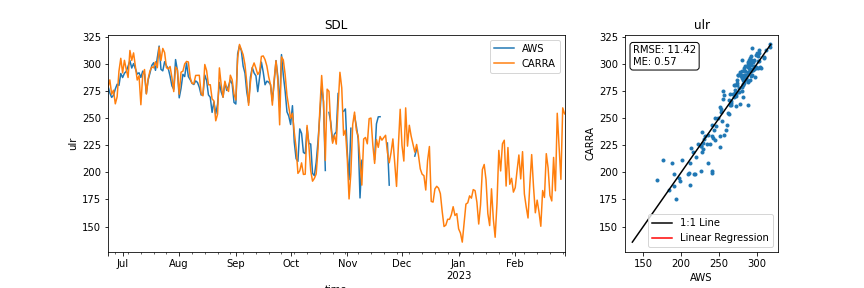 SDL
ulr
325
300
275
250
225
200
175
150
ulr
AWS
CARRA
Jul
Aug
Sep
Oct
Nov
Dec
Jan
2023
Feb
time
325
300
275
250
225
200
175
150
CARRA
RMSE: 11.42
ME: 0.57
1:1 Line
Linear Regression
150
200
250
300
AWS